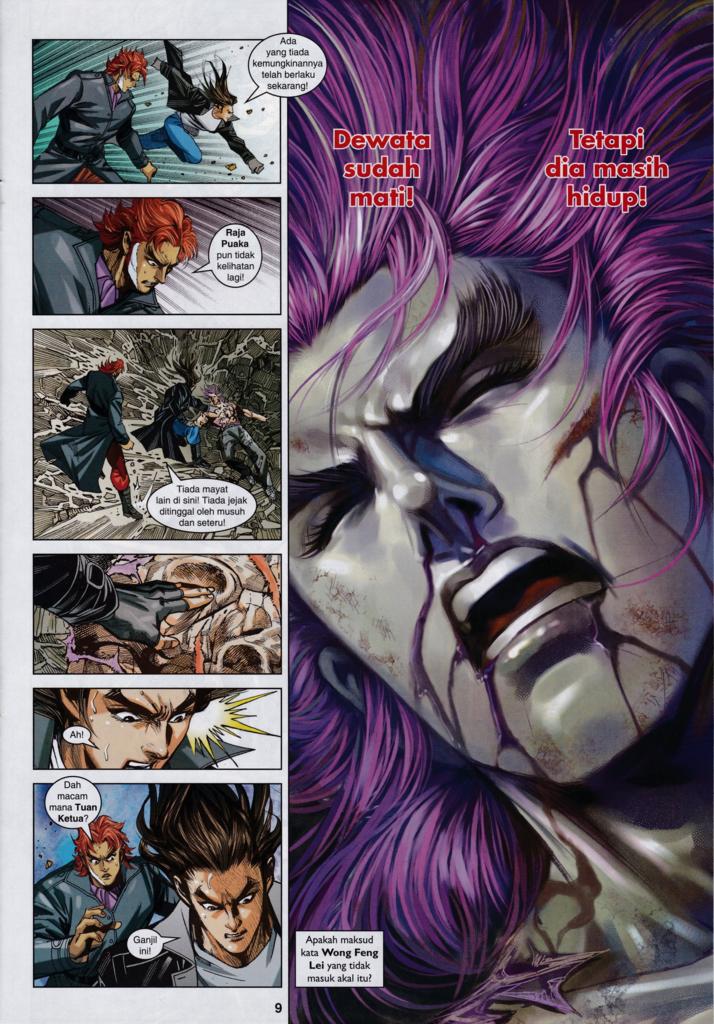 Ada
yang tiada
kemungkinannya
telah berlaku
sekarang!
Raja
Puaka
pun tidak
kelihatan
lagi!
Tiada mayat
lain di sini! Tiada jejak
ditinggal oleh musuh
dan seteru!
Ah!
Dah
macam
mana Tuan
Ketua?
Ganjil
ini!
Dewata
sudah
mati!
Tetapi
dia masih
hidup!
Apakah maksud
kata Wong Feng
Lei yang tidak
masuk akal itu?
9